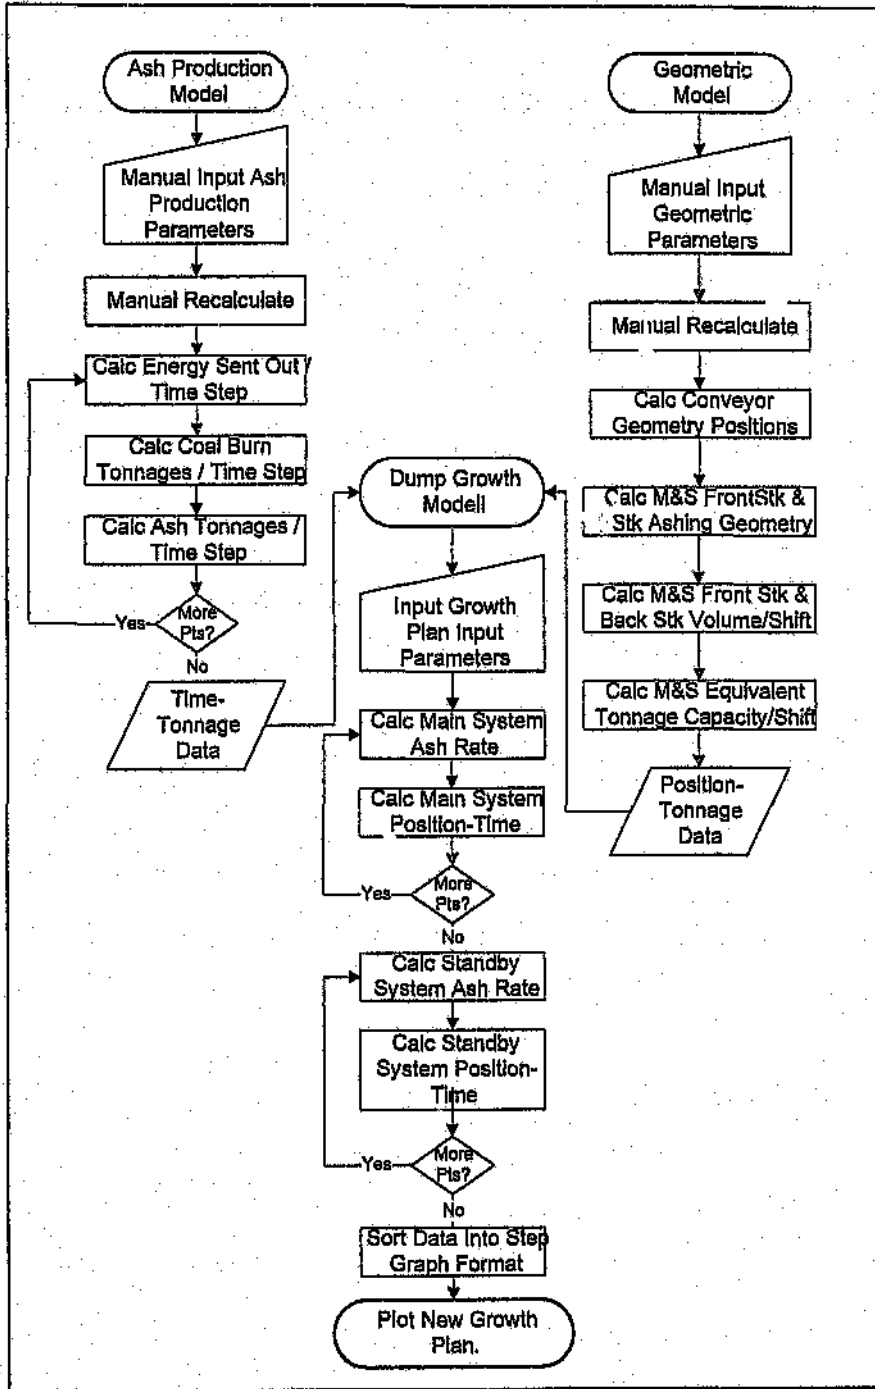 Ash Production
Model
Manual Input Ash
Production
Parameters
Manual Recalculate
Calc Energy Sent Out /
Time Step
Calc Coal Burn
Tonnages / Time Step
Calc Ash Tonnages /
Time Step
More
Pts?
Yes
No
Time-
Tonnage
Data
Geometric
Model
Manual Input
Geometric
Parameters
Manual Recalculate
Calc Conveyor
Geometry Positions
Calc M&S FrontStk &
Stk Ashing Geometry
Calc M&S Front Stk &
Back Stk Volume/Shift
Calc M&S Equivalent
Tonnage Capacity/Shift
Position-
Tonnage
Data
Dump Growth
Modell
Input Growth
Plan Input
Parameters
Calc Main System
Ash Rate
Calc Main System
Position-Time
More
Pts?
Yes
No
Calc Standby
System Ash Rate
Calc Standby
System Position-
Time
More
Pts?
Yes
No
Sort Data Into Step
Graph Format
Plot New Growth
Plan.